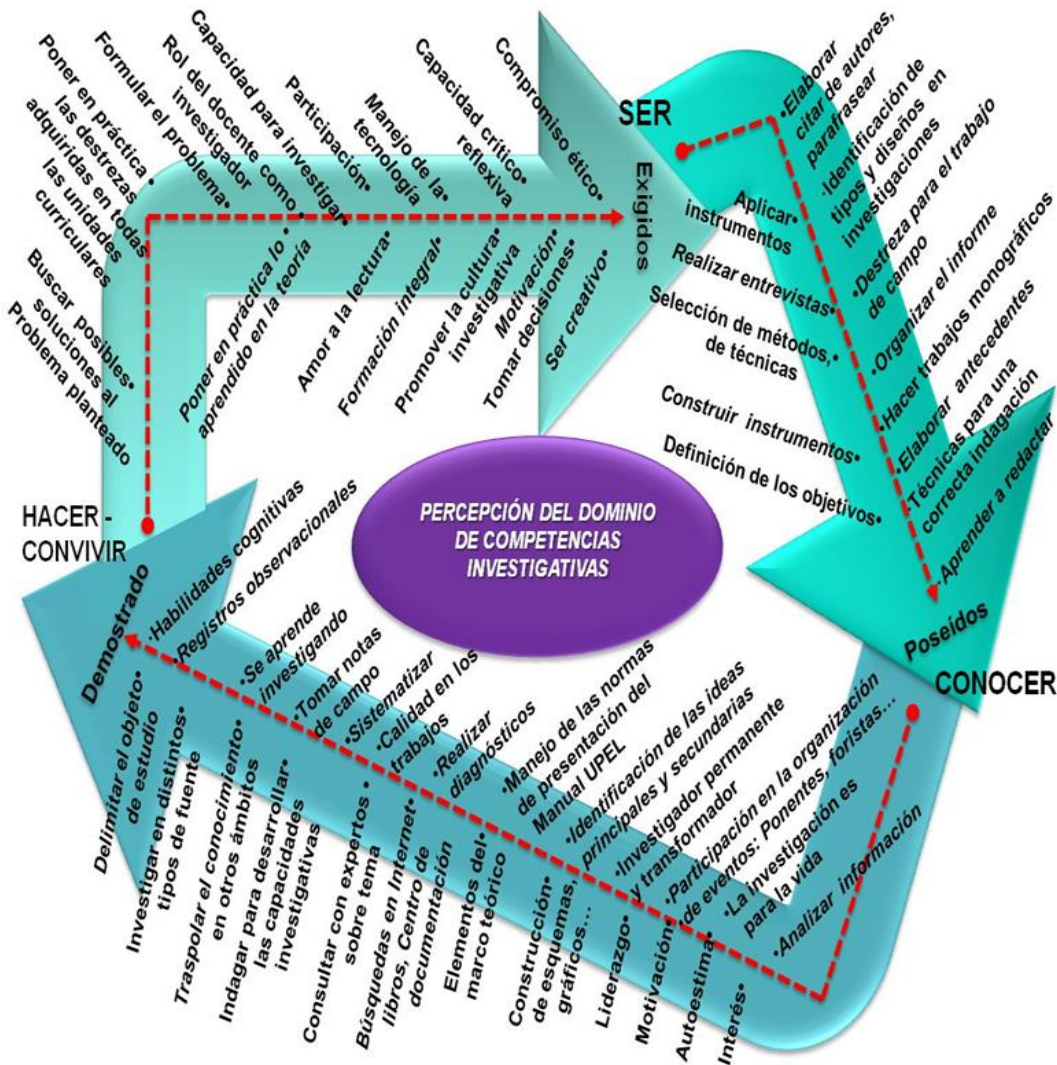 Poner en práctica
las destrezas
adquiridas en todas
las unidades
curriculares
Formular el problema
Rol del docente como
investigador
Capacidad para investigar
Participación
Manejo de la
tecnología
Capacidad crítico
reflexiva
Compromiso ético
Buscar posibles
soluciones al
Problema planteado
Poner en práctica lo
aprendido en la teoría
Amor a la lectura
Formación integral
Promover la cultura
investigativa
Motivación
Tomar decisiones
Ser creativo
SER
Exigidos
•Elaborar
citar de autores,
parafrasear
•Identificación de
tipos y diseños en
investigaciones
•Destreza para el trabajo
de campo
•Organizar el informe
•Hacer trabajos monográficos
•Elaborar antecedentes
•Técnicas para una
correcta indagación
•Aprender a redactar
Aplicar•
instrumentos
Realizar entrevistas•
Selección de métodos,•
de técnicas
Construir instrumentos•
Definición de los objetivos•
Poseídos
CONOCER
PERCEPCIÓN DEL DOMINIO
DE COMPETENCIAS
INVESTIGATIVAS
HACER -
CONVIVIR
Demostrado
•Habilidades cognitivas
•Registros observacionales
•Se aprende
investigando
•Tomar notas
de campo
•Sistematizar
•Calidad en los
trabajos
•Realizar
diagnósticos
•Manejo de las normas
de presentación del
Manual UPEL
•Identificación de las ideas
principales y secundarias
•Investigador permanente
y transformador
•Participación en la organización
de eventos: Ponentes, foristas...
•La investigacion es
para la vida
•Analizar información
Delimitar el objeto•
de estudio
Investigar en distintos•
tipos de fuente
Traspolar el conocimiento•
en otros ámbitos
Indagar para desarrollar•
las capacidades
investigativas
Consultar con expertos•
sobre tema
Búsquedas en Internet•
libros, Centro de
documentación
Elementos del•
marco teórico
Construcción•
de esquemas,
gráficos...
Liderazgo•
Motivación•
Autoestima•
Interés•